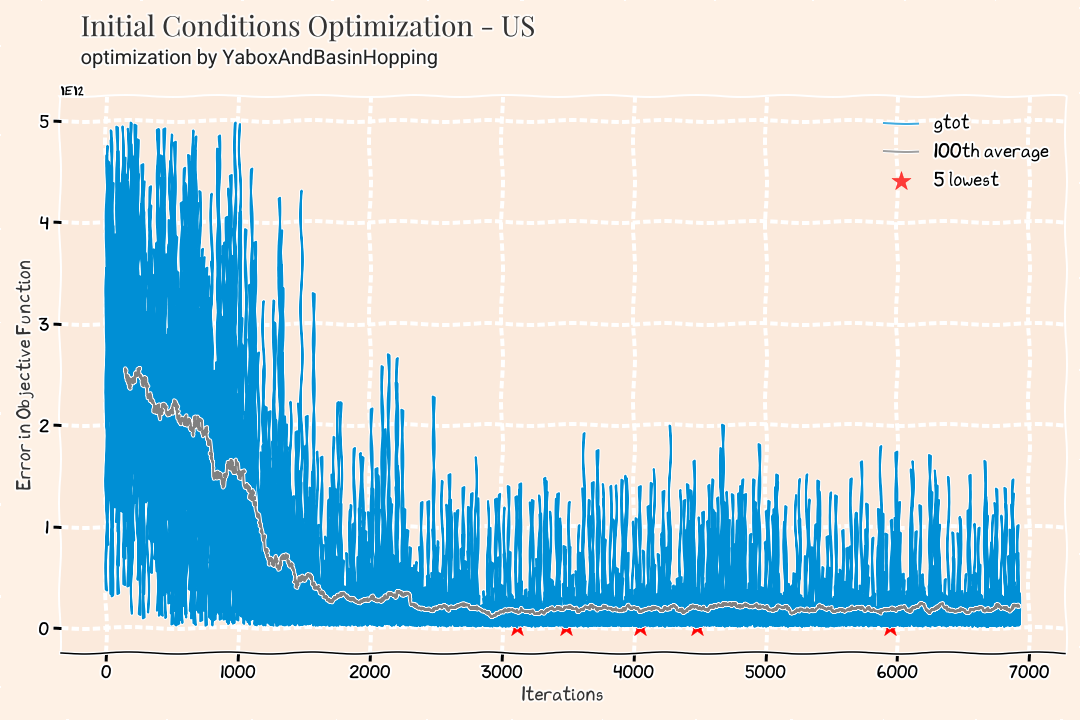 Initial Conditions Optimization - US
optimization by YaboxAndBasinHopping
1E12
5
4
3
2
1
0
Error in Objective Function
gtot
100th average
5 lowest
0 1000 2000 3000 4000 5000 6000 7000
Iterations